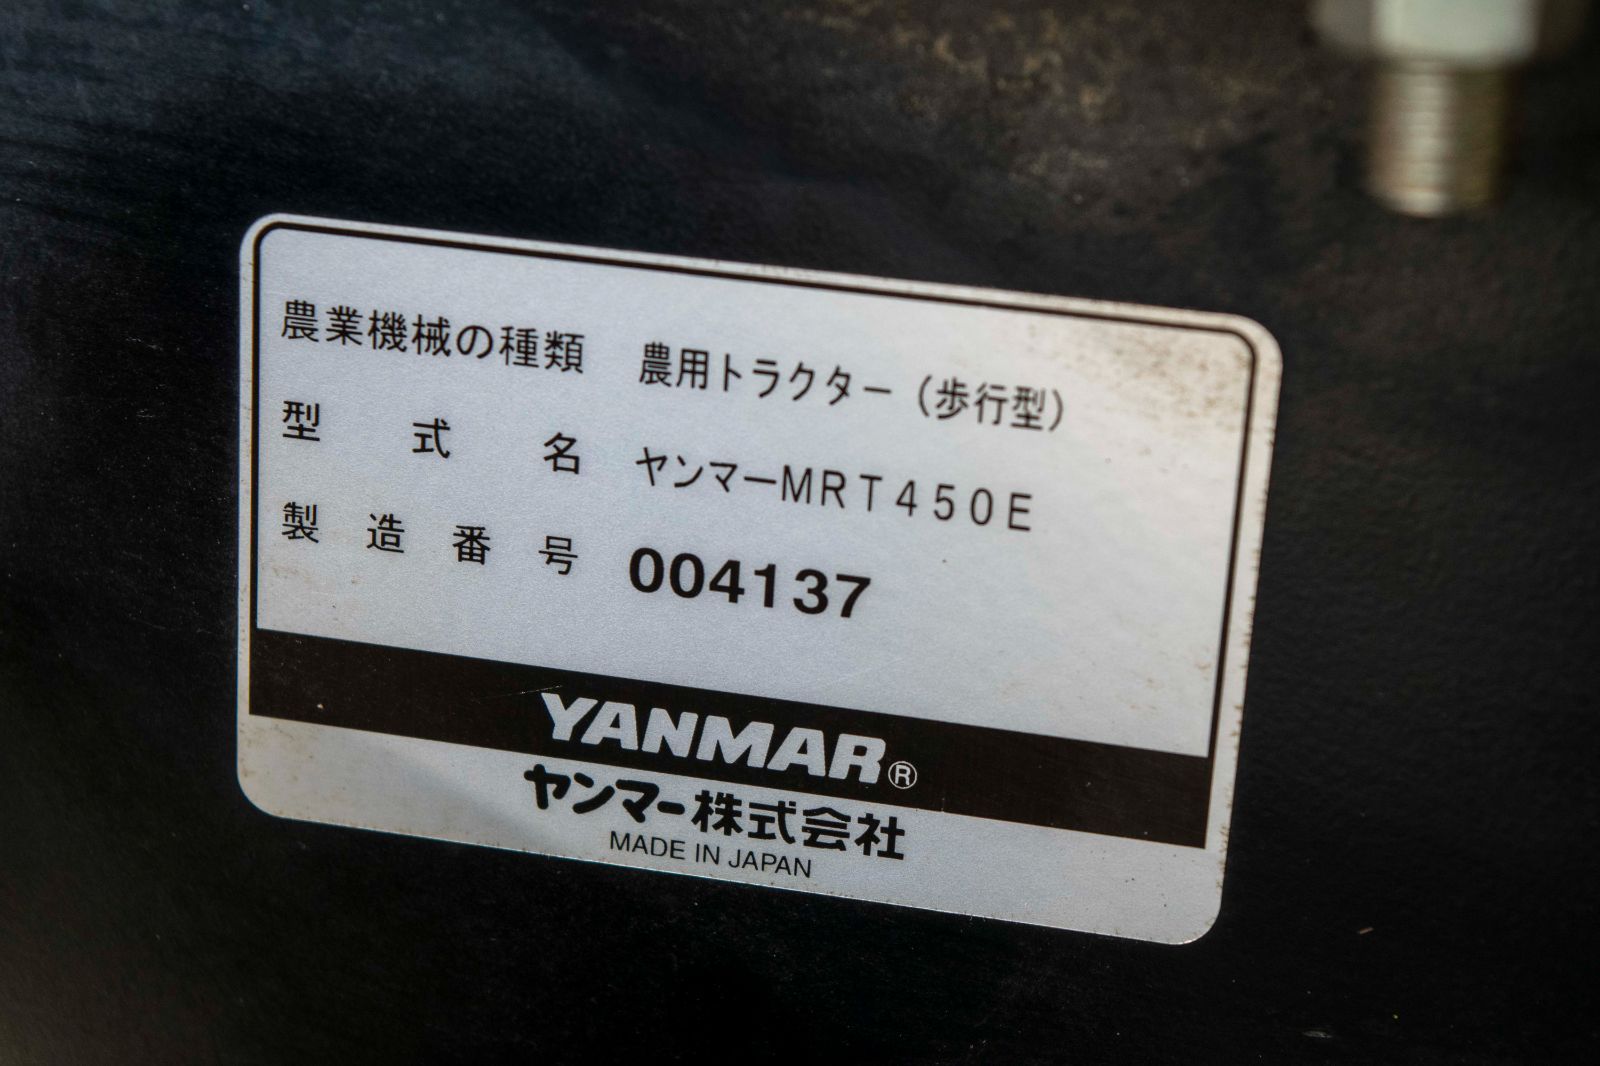 農業機械の種類 農用トラクター（歩行型）
型式名 ヤンマーMRT450E
製造番号 004137
YANMAR®
ヤンマー株式会社
MADE IN JAPAN